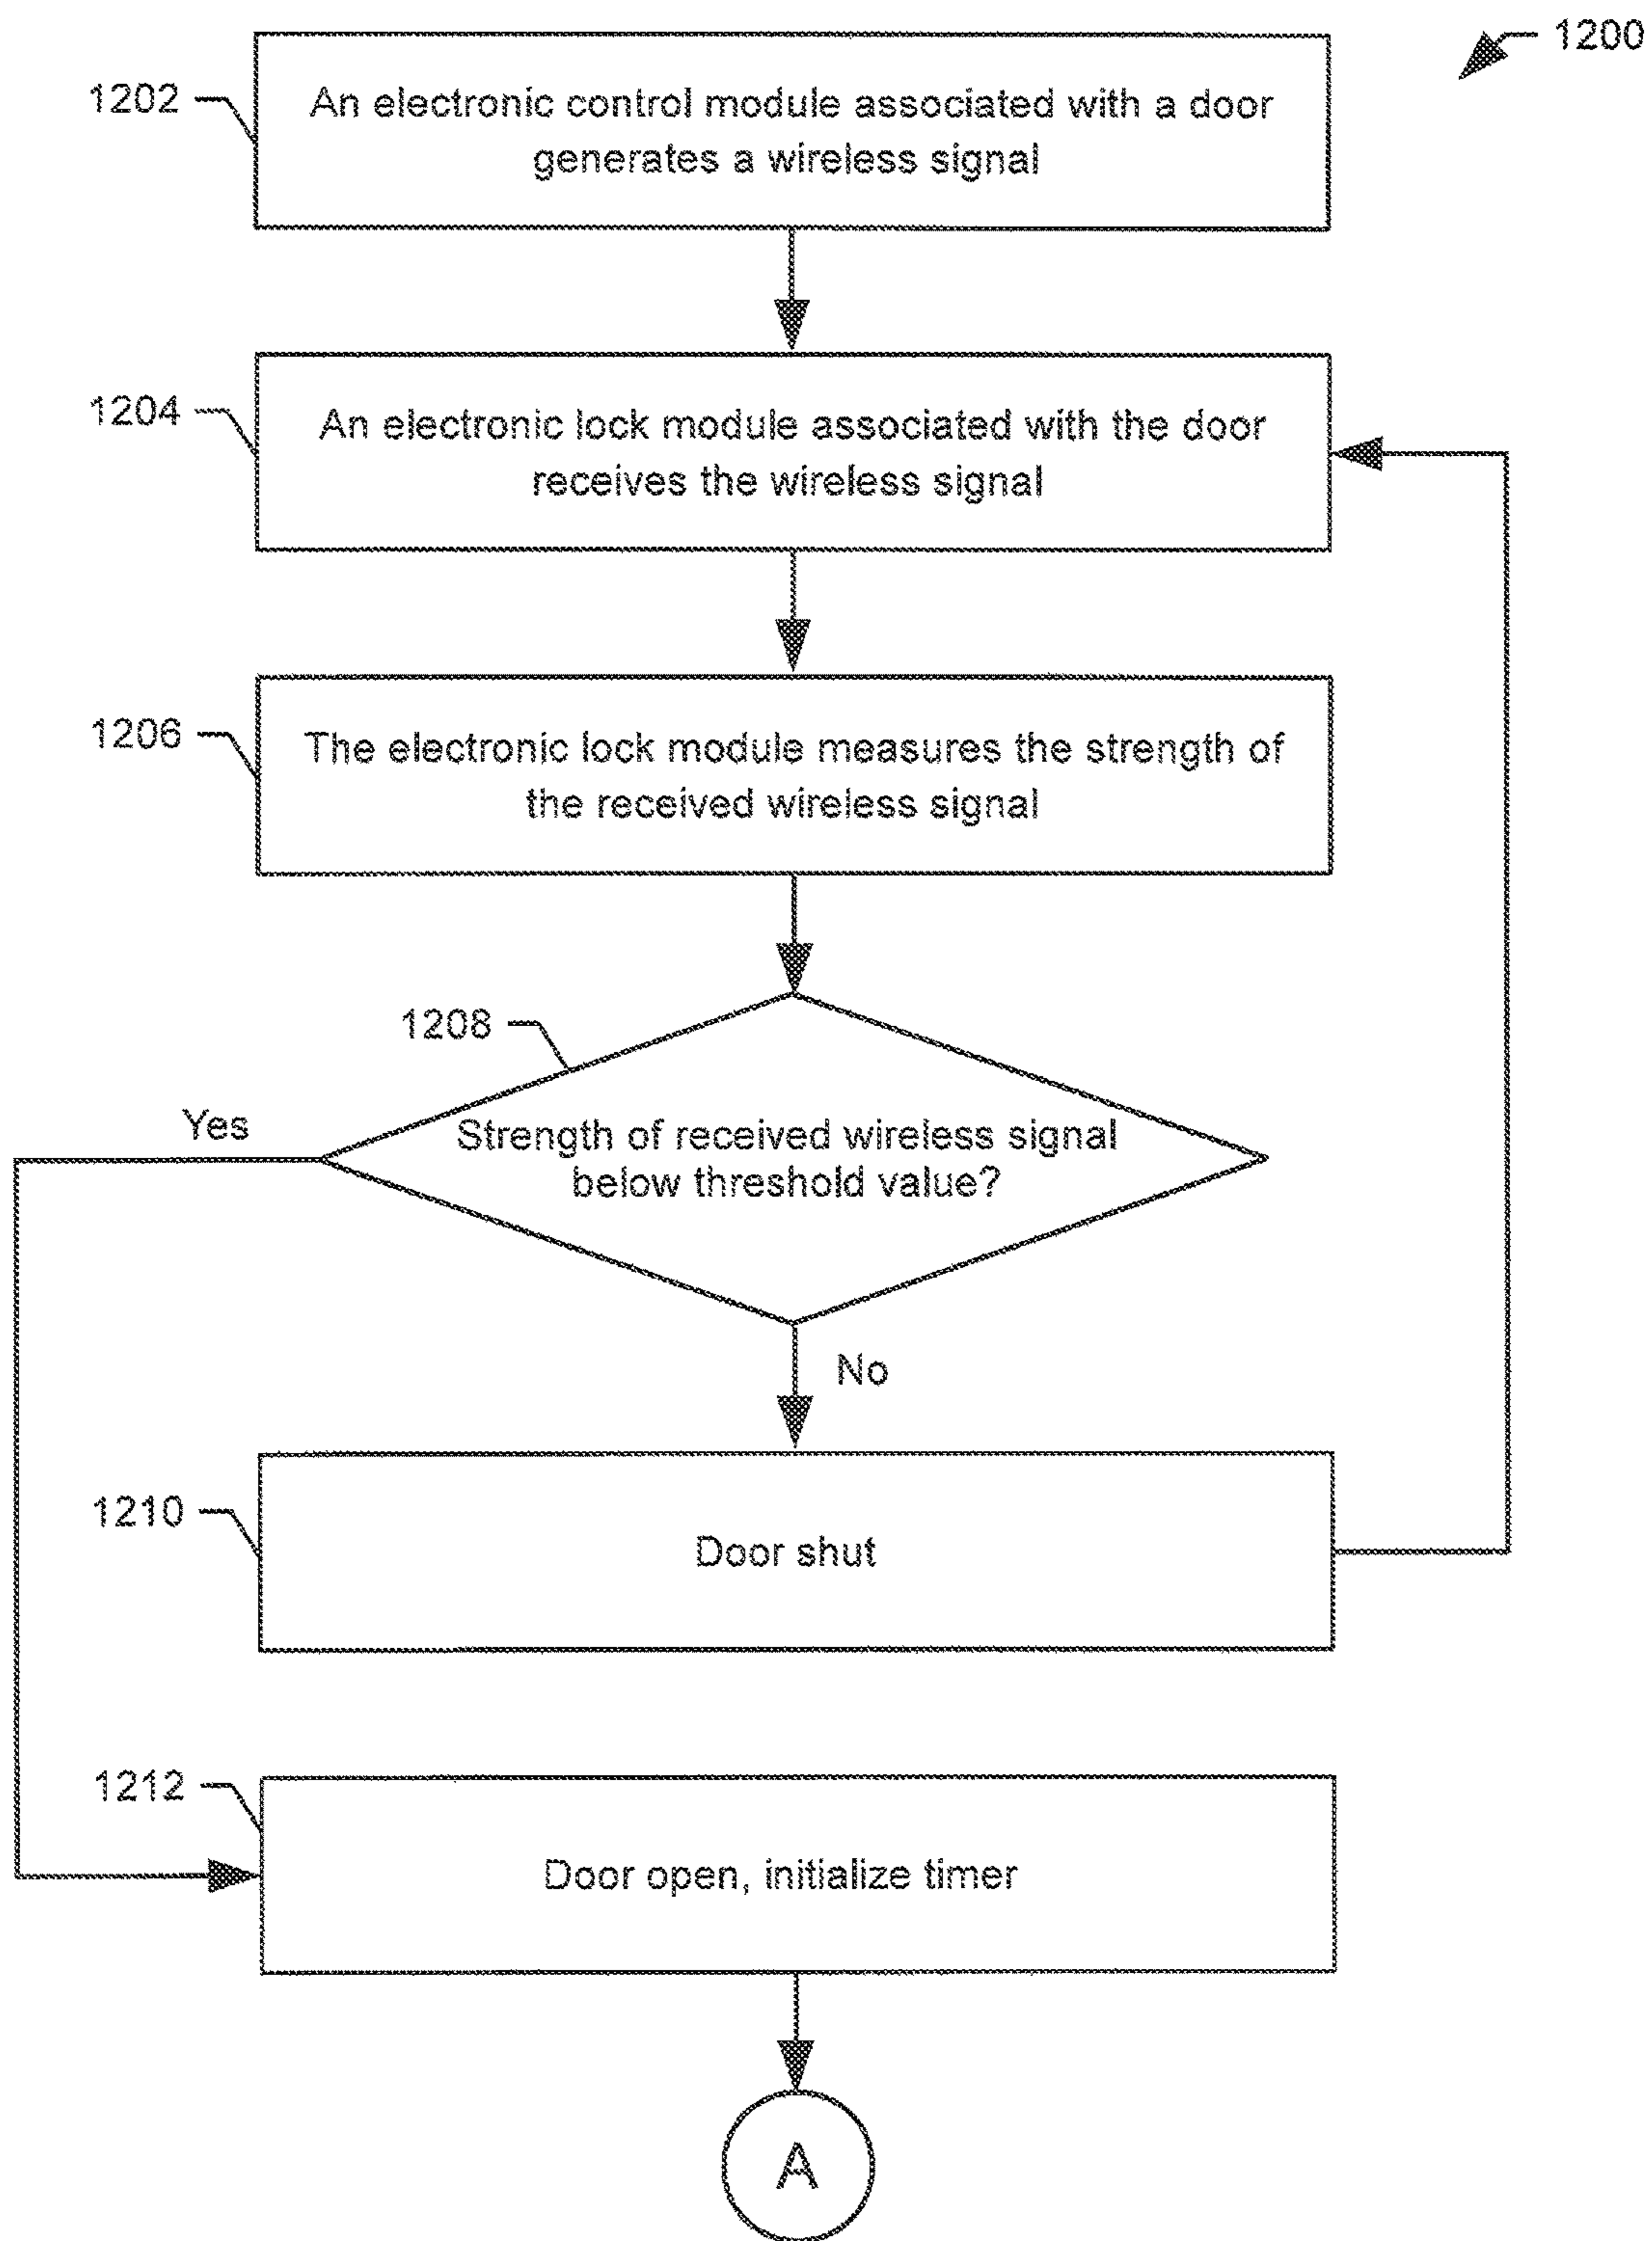 1200
1202
An electronic control module associated with a door
generates a wireless signal
1204
An electronic lock module associated with the door
receives the wireless signal
1206
The electronic lock module measures the strength of
the received wireless signal
1208
Yes
Strength of received wireless signal
below threshold value?
No
1210
Door shut
1212
Door open, initialize timer
A